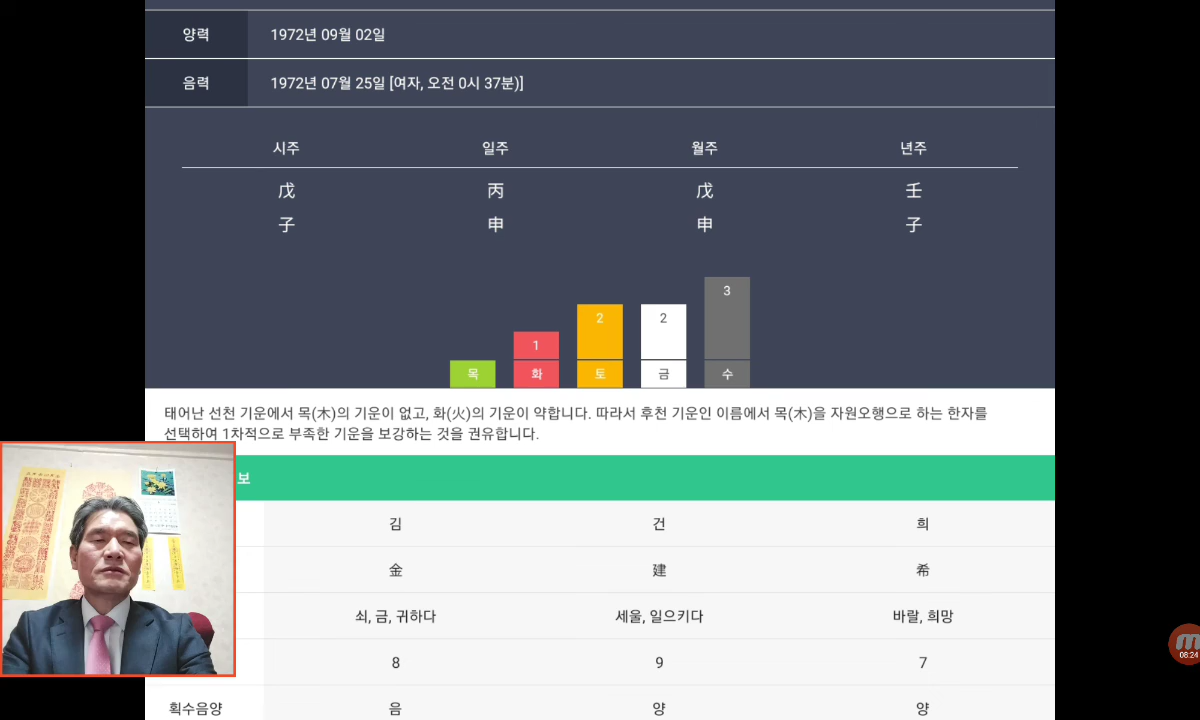 양력 1972년 09월 02일
음력 1972년 07월 25일 [여자, 오전 0시 37분)]
시주 일주 월주 년주
戊 丙 戊 壬
子 申 申 子
3
2 2
1
목 화 토 금 수
태어난 선천 기운에서 목(木)의 기운이 없고, 화(火)의 기운이 약합니다. 따라서 후천 기운인 이름에서 목(木)을 자원오행으로 하는 한자를
선택하여 1차적으로 부족한 기운을 보강하는 것을 권유합니다.
보
김 건 희
金 建 希
쇠, 금, 귀하다 세울, 일으키다 바랄, 희망
8 9 7
획수음양 음 양 양
08:24